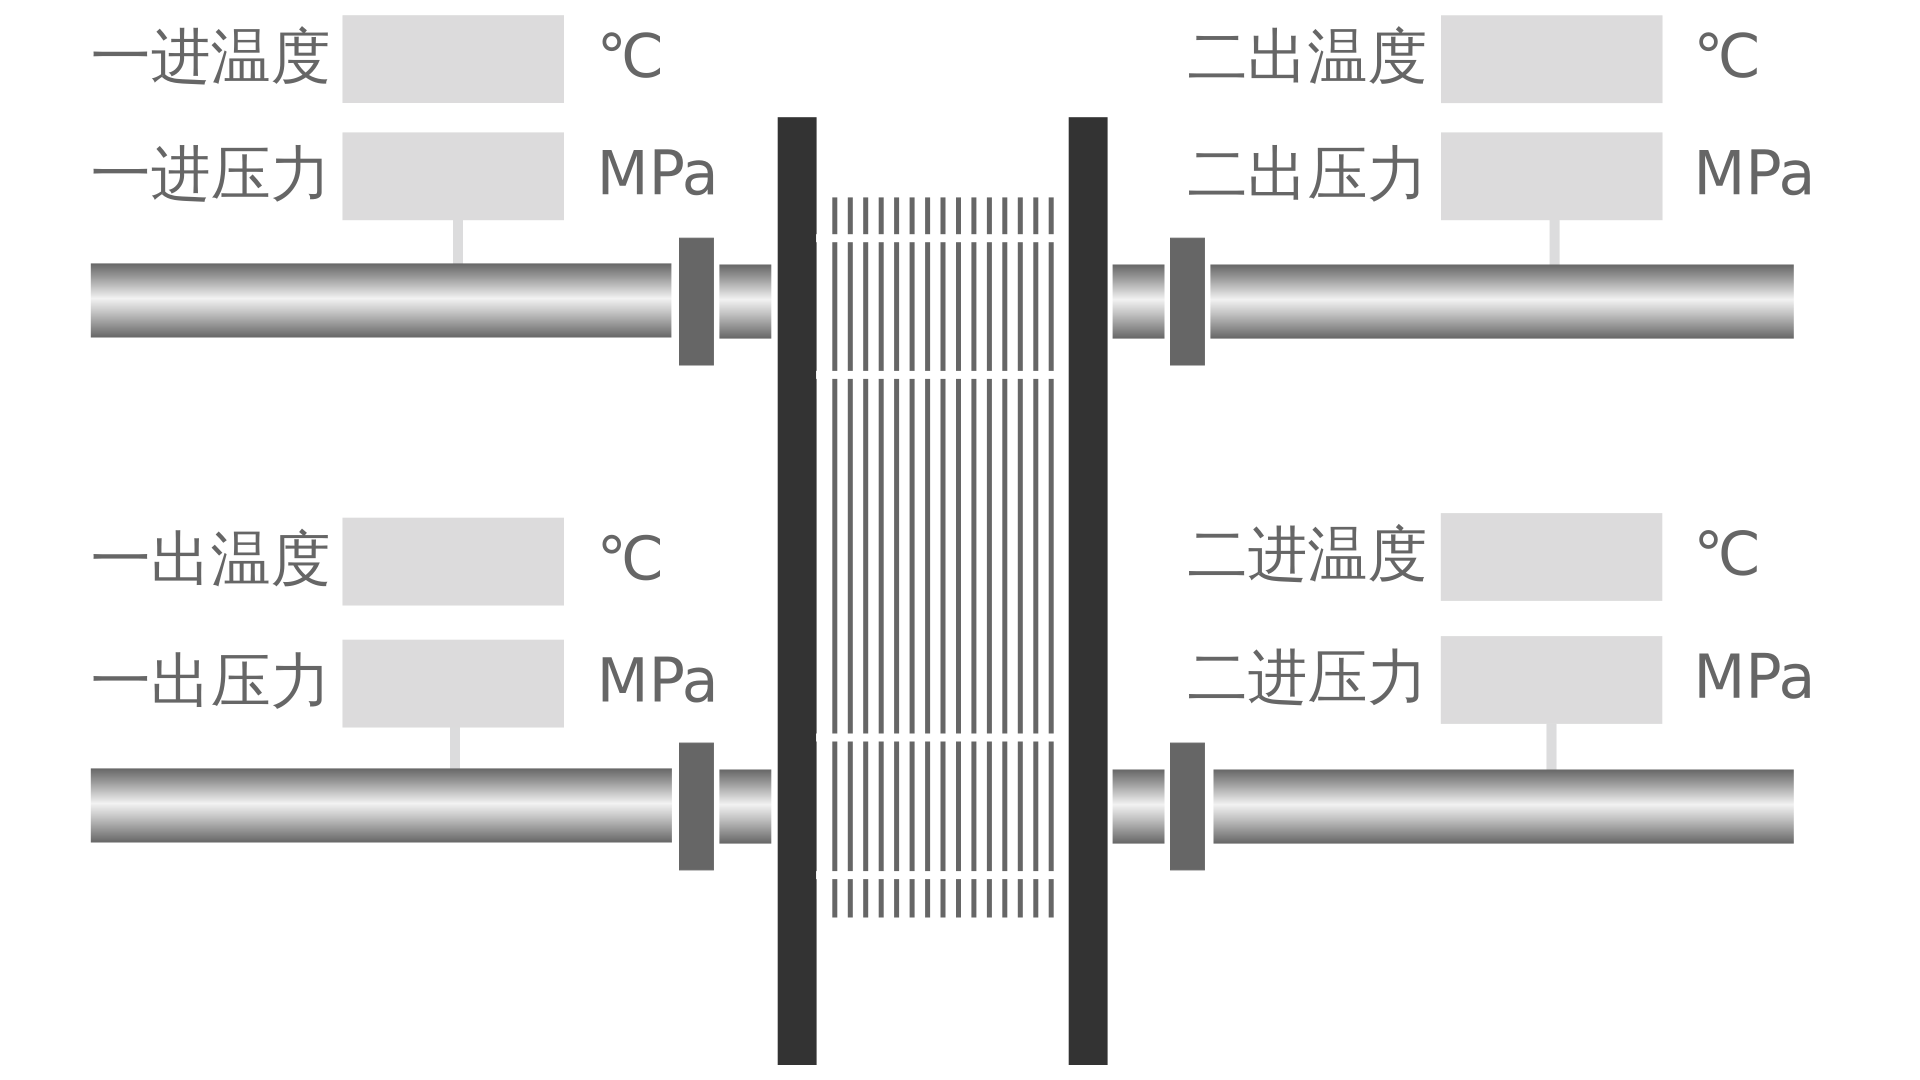 一进温度 ℃
一进压力 MPa
二出温度 ℃
二出压力 MPa
一出温度 ℃
一出压力 MPa
二进温度 ℃
二进压力 MPa